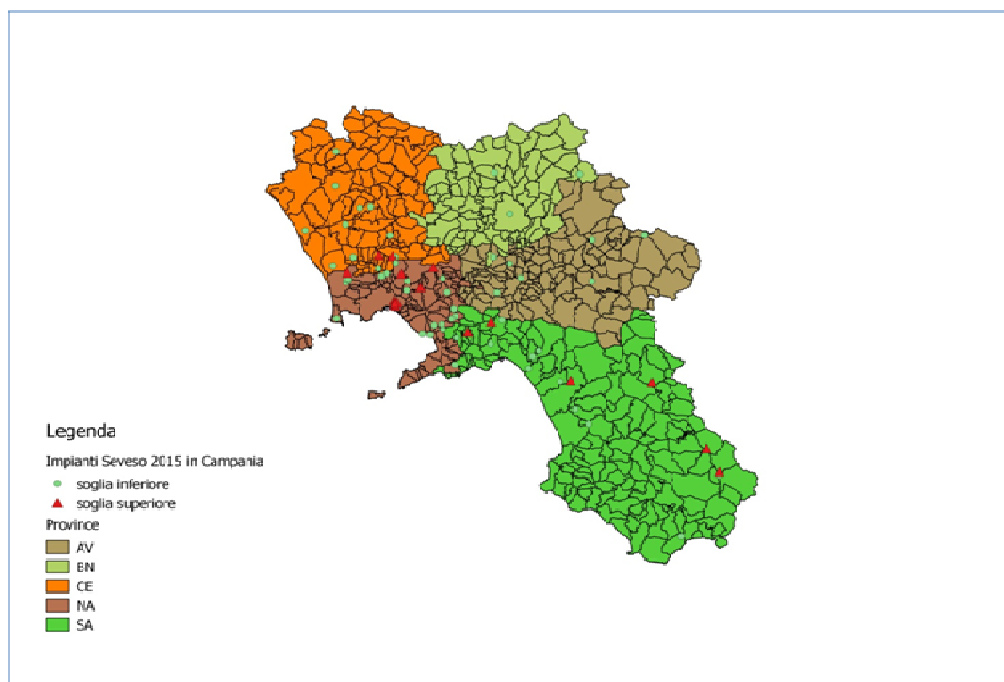 Legenda
Impianti Seveso 2015 in Campania
soglia inferiore
soglia superiore
Province
AV
BN
CE
NA
SA